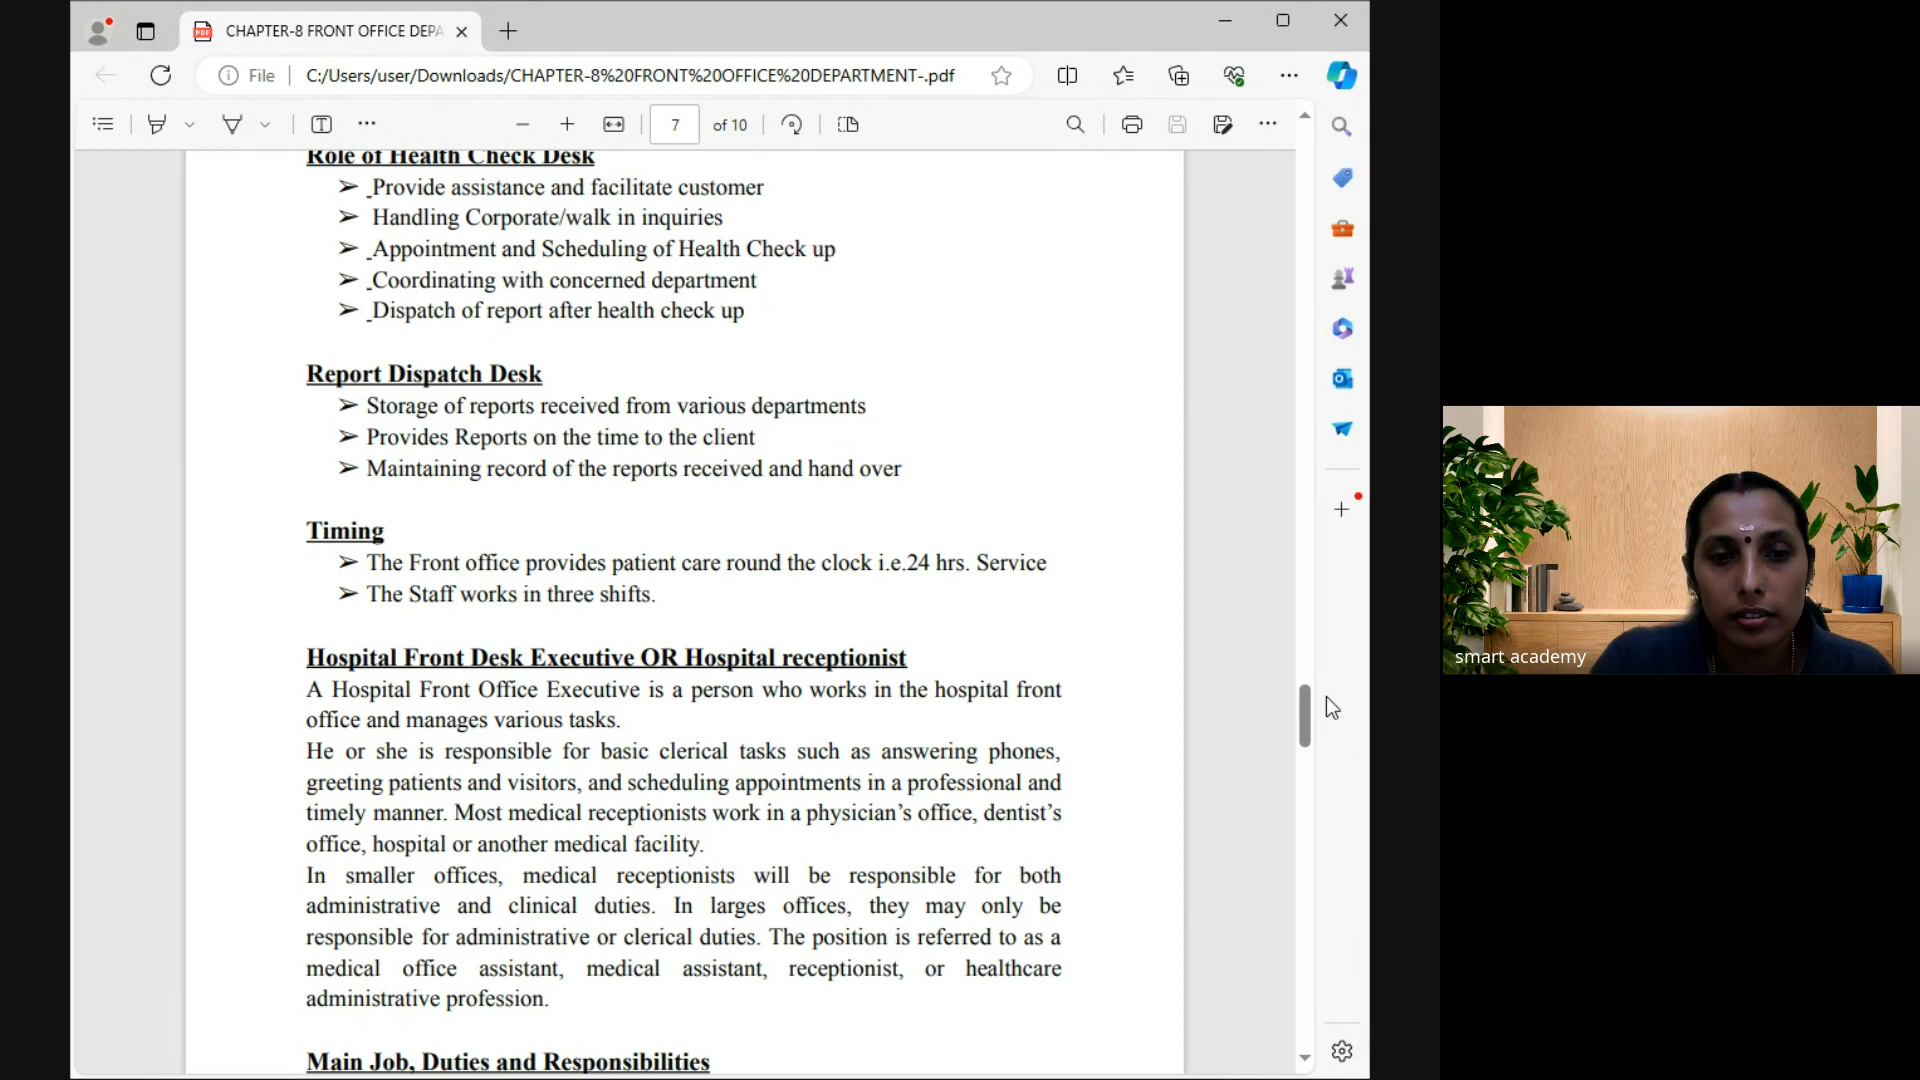 CHAPTER-8 FRONT OFFICE DEPA
File
C:/Users/user/Downloads/CHAPTER-8%20FRONT%20OFFICE%20DEPARTMENT-.pdf
7 of 10
Role of Health Check Desk
➢ Provide assistance and facilitate customer
➢ Handling Corporate/walk in inquiries
➢ Appointment and Scheduling of Health Check up
➢ Coordinating with concerned department
➢ Dispatch of report after health check up
Report Dispatch Desk
➢ Storage of reports received from various departments
➢ Provides Reports on the time to the client
➢ Maintaining record of the reports received and hand over
Timing
➢ The Front office provides patient care round the clock i.e.24 hrs. Service
➢ The Staff works in three shifts.
Hospital Front Desk Executive OR Hospital receptionist
A Hospital Front Office Executive is a person who works in the hospital front
office and manages various tasks.
He or she is responsible for basic clerical tasks such as answering phones,
greeting patients and visitors, and scheduling appointments in a professional and
timely manner. Most medical receptionists work in a physician’s office, dentist’s
office, hospital or another medical facility.
In smaller offices, medical receptionists will be responsible for both
administrative and clinical duties. In larges offices, they may only be
responsible for administrative or clerical duties. The position is referred to as a
medical office assistant, medical assistant, receptionist, or healthcare
administrative profession.
Main Job, Duties and Responsibilities
smart academy